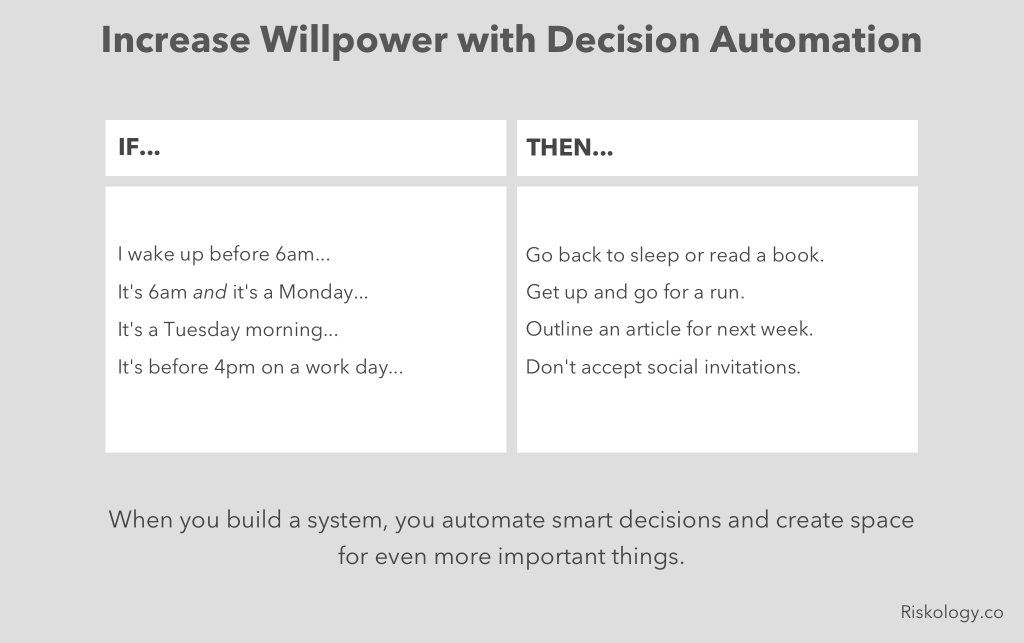 Increase Willpower with Decision Automation
IF...
THEN...
I wake up before 6am...
Go back to sleep or read a book.
It's 6am and it's a Monday...
Get up and go for a run.
It's a Tuesday morning...
Outline an article for next week.
It's before 4pm on a work day...
Don't accept social invitations.
When you build a system, you automate smart decisions and create space
for even more important things.
Riskology.co